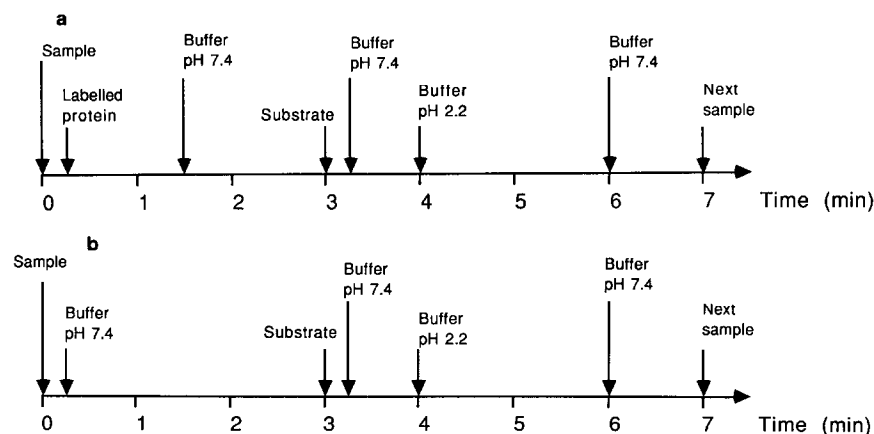 a
Sample
Labelled
protein
Buffer
pH 7.4
Substrate
Buffer
pH 7.4
Buffer
pH 2.2
Buffer
pH 7.4
Next
sample
0 1 2 3 4 5 6 7 Time (min)
b
Sample
Buffer
pH 7.4
Substrate
Buffer
pH 7.4
Buffer
pH 2.2
Buffer
pH 7.4
Next
sample
0 1 2 3 4 5 6 7 Time (min)